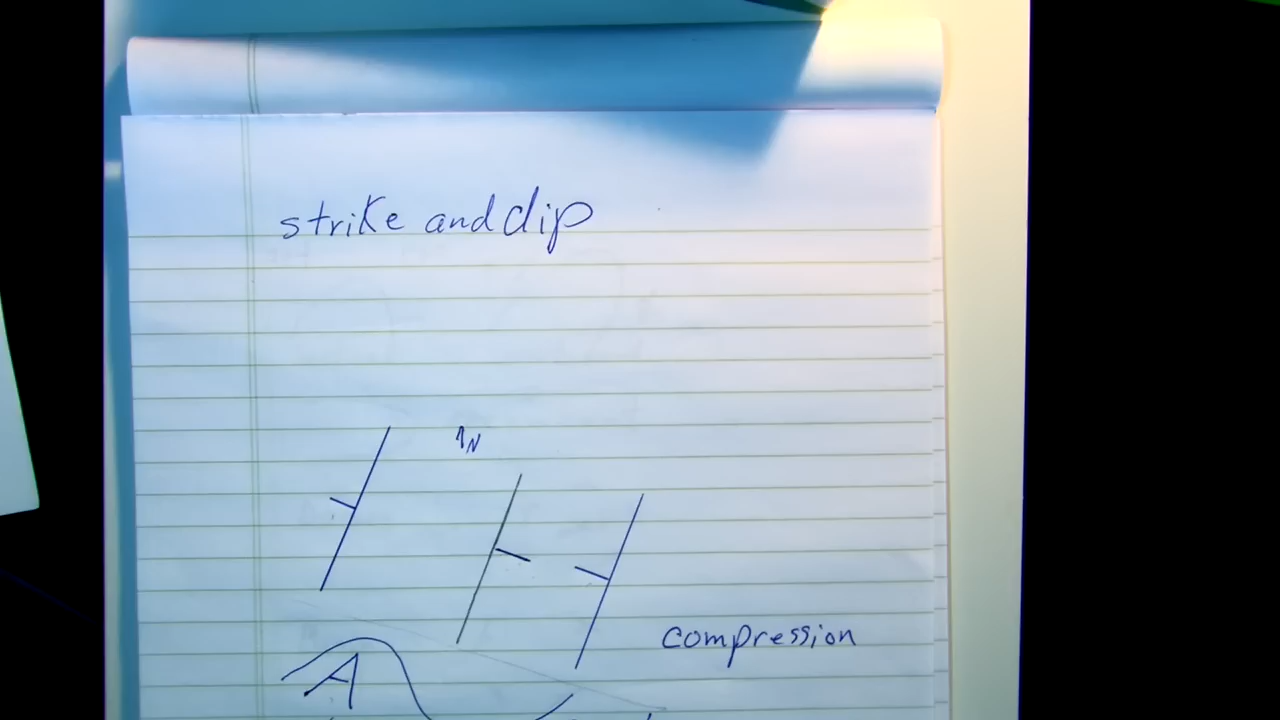 strike and dip
N
compression
A